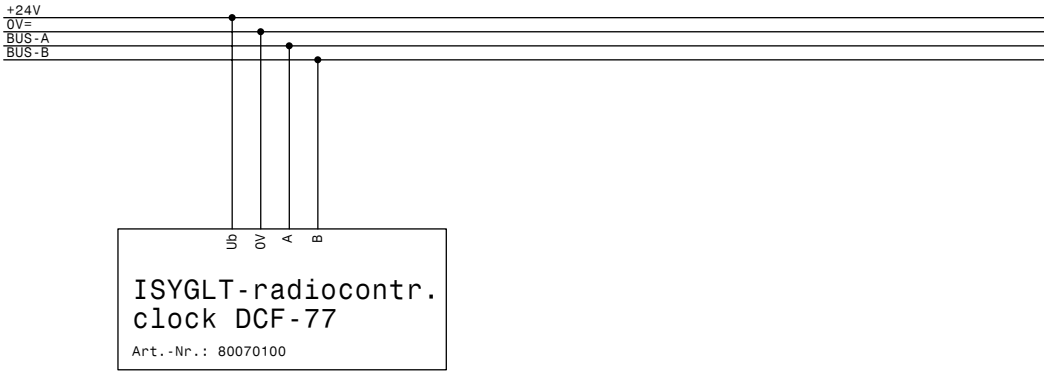 +24V
0V=
BUS-A
BUS-B
Ub 0V A B
ISYGLT-radiocontr.
clock DCF-77
Art.-Nr.: 80070100